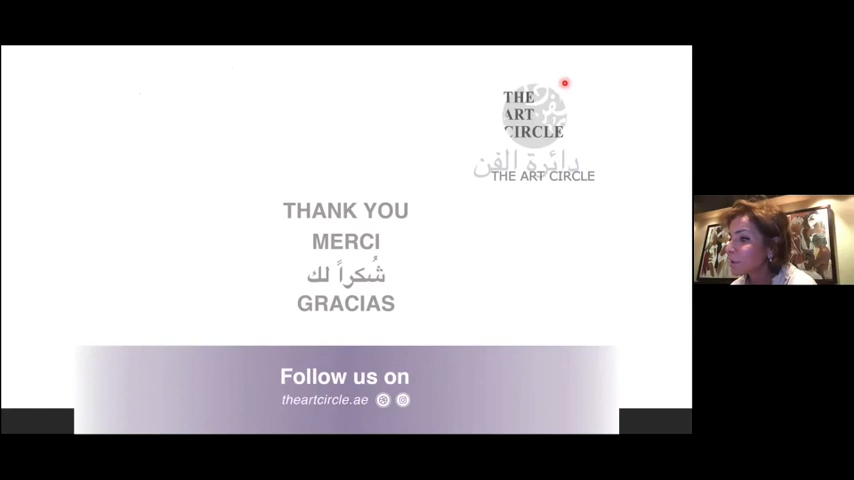 THE
ART
CIRCLE
دائرة الفن
THE ART CIRCLE
THANK YOU
MERCI
شُكراً لك
GRACIAS
Follow us on
theartcircle.ae